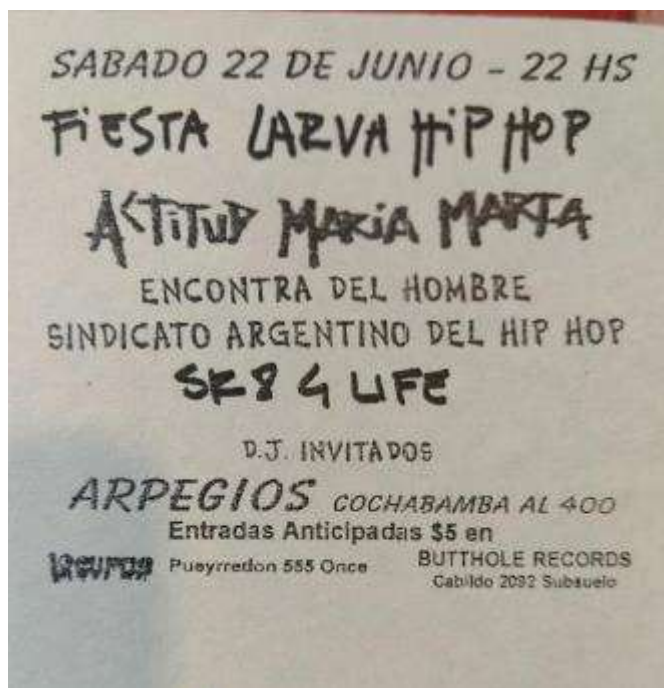 SABADO 22 DE JUNIO - 22 HS
FiESTA LARVA HiP HOP
ACTiTUD MARiA MARTA
ENCONTRA DEL HOMBRE
SINDICATO ARGENTINO DEL HIP HOP
SK8 4 LIFE
D.J. INVITADOS
ARPEGIOS COCHABAMBA AL 400
Entradas Anticipadas $5 en
Pueyrredon 555 Once
BUTTHOLE RECORDS
Cabildo 2092 Subsuelo